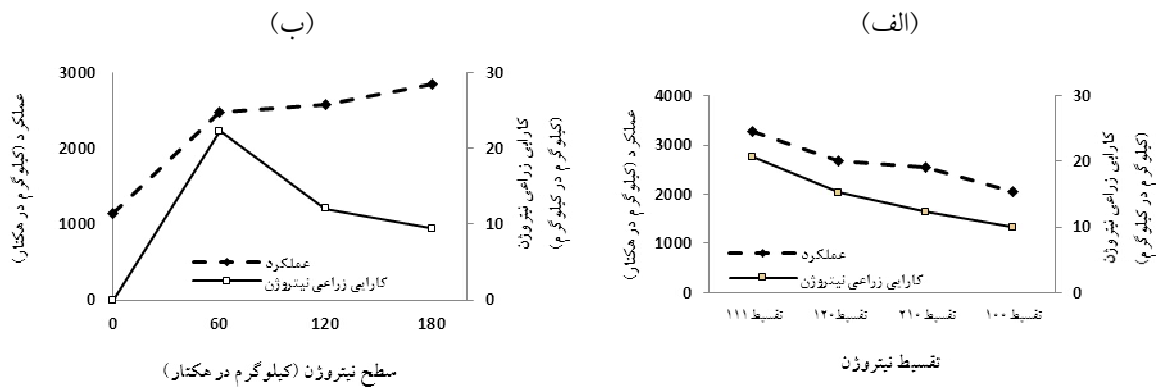 (الف)
عملکرد (کیلوگرم در هکتار)
4000
3000
2000
1000
0
30
20
10
0
کارایی زراعی نیتروژن
(کیلوگرم در کیلوگرم)
عملکرد
کارایی زراعی نیتروژن
تقسیط ۱۱۱
تقسیط ۱۲۰
تقسیط ۲۱۰
تقسیط ۱۰۰
تقسیط نیتروژن
(ب)
عملکرد (کیلوگرم در هکتار)
3000
2000
1000
0
30
20
10
0
کارایی زراعی نیتروژن
(کیلوگرم در کیلوگرم)
عملکرد
کارایی زراعی نیتروژن
0
60
120
180
سطح نیتروژن (کیلوگرم در هکتار)